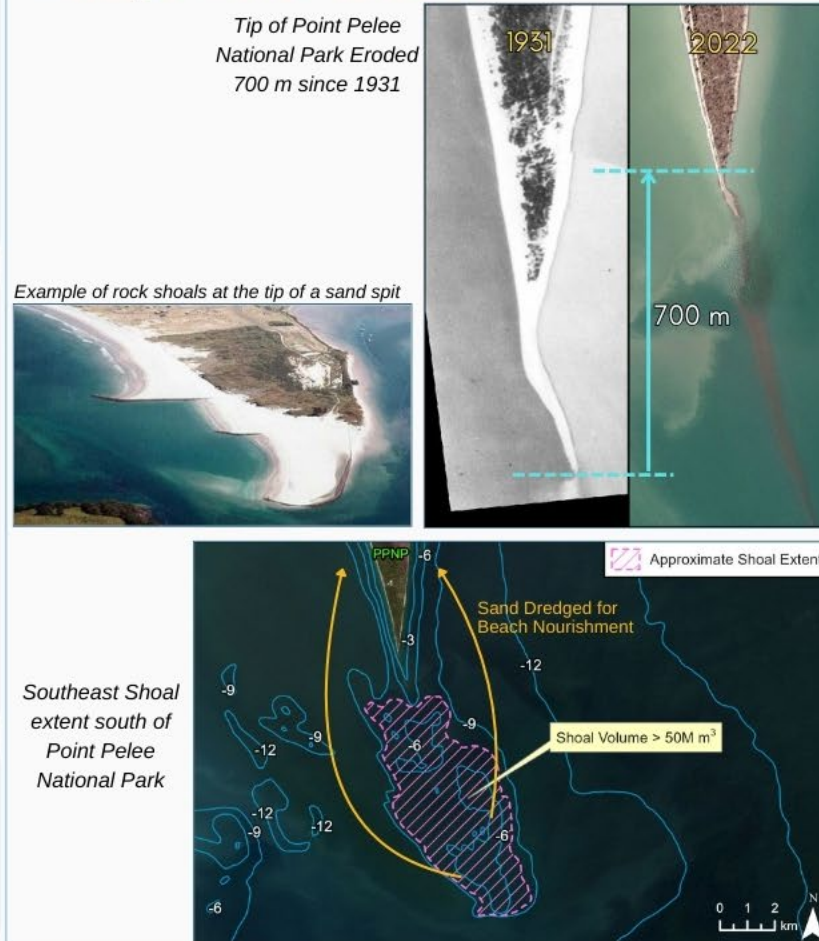 Tip of Point Pelee
National Park Eroded
700 m since 1931
1931
2022
700 m
Example of rock shoals at the tip of a sand spit
Southeast Shoal
extent south of
Point Pelee
National Park
PPNP
-6
Approximate Shoal Extent
Sand Dredged for
Beach Nourishment
-3
-12
-9
-9
-9
-12
-6
Shoal Volume > 50M m³
-12
-9
-12
-6
-6
0 1 2
km
N